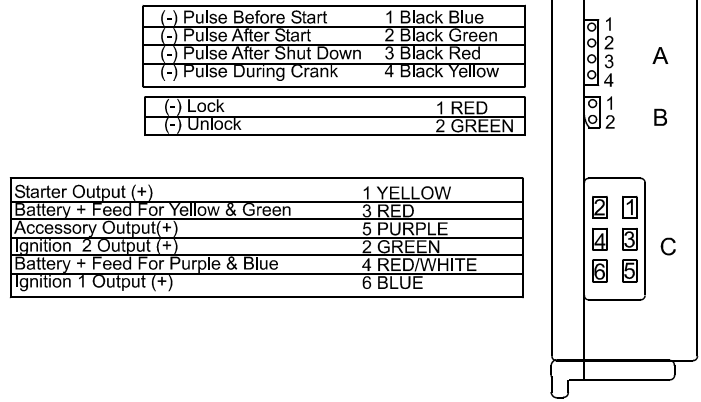 (-) Pulse Before Start 1 Black Blue
(-) Pulse After Start 2 Black Green
(-) Pulse After Shut Down 3 Black Red
(-) Pulse During Crank 4 Black Yellow
1
2
3
4
A
(-) Lock 1 RED
(-) Unlock 2 GREEN
1
2
B
Starter Output (+) 1 YELLOW
Battery + Feed For Yellow & Green 3 RED
Accessory Output(+) 5 PURPLE
Ignition 2 Output (+) 2 GREEN
Battery + Feed For Purple & Blue 4 RED/WHITE
Ignition 1 Output (+) 6 BLUE
2 1
4 3
6 5
C